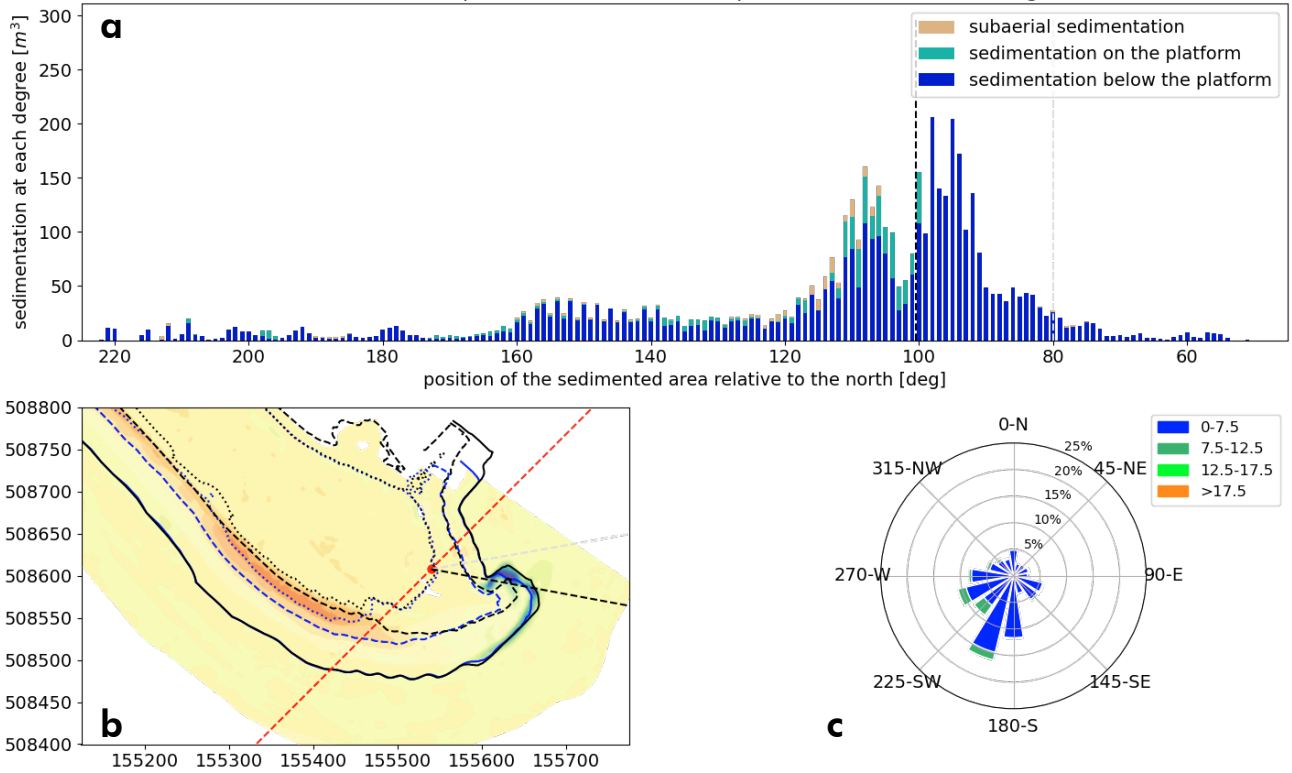 a
subaerial sedimentation
sedimentation on the platform
sedimentation below the platform
sedimentation at each degree [m³]
300
250
200
150
100
50
0
220 200 180 160 140 120 100 80 60
position of the sedimented area relative to the north [deg]
508800
508750
508700
508650
508600
508550
508500
508450
508400
b
155200 155300 155400 155500 155600 155700
0-N
25%
20%
15%
10%
5%
315-NW
45-NE
270-W
90-E
225-SW
145-SE
180-S
c
0-7.5
7.5-12.5
12.5-17.5
>17.5